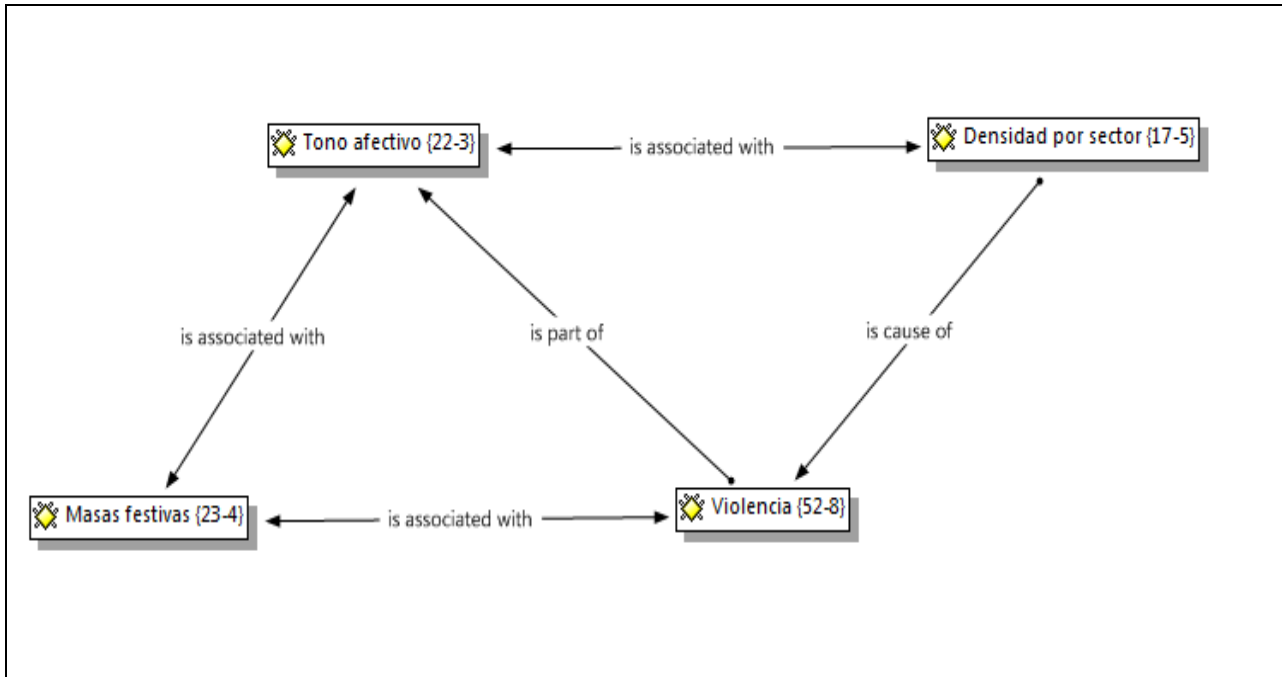 Tono afectivo {22-3}
is associated with
Densidad por sector {17-5}
is associated with
is part of
is cause of
Masas festivas {23-4}
is associated with
Violencia {52-8}